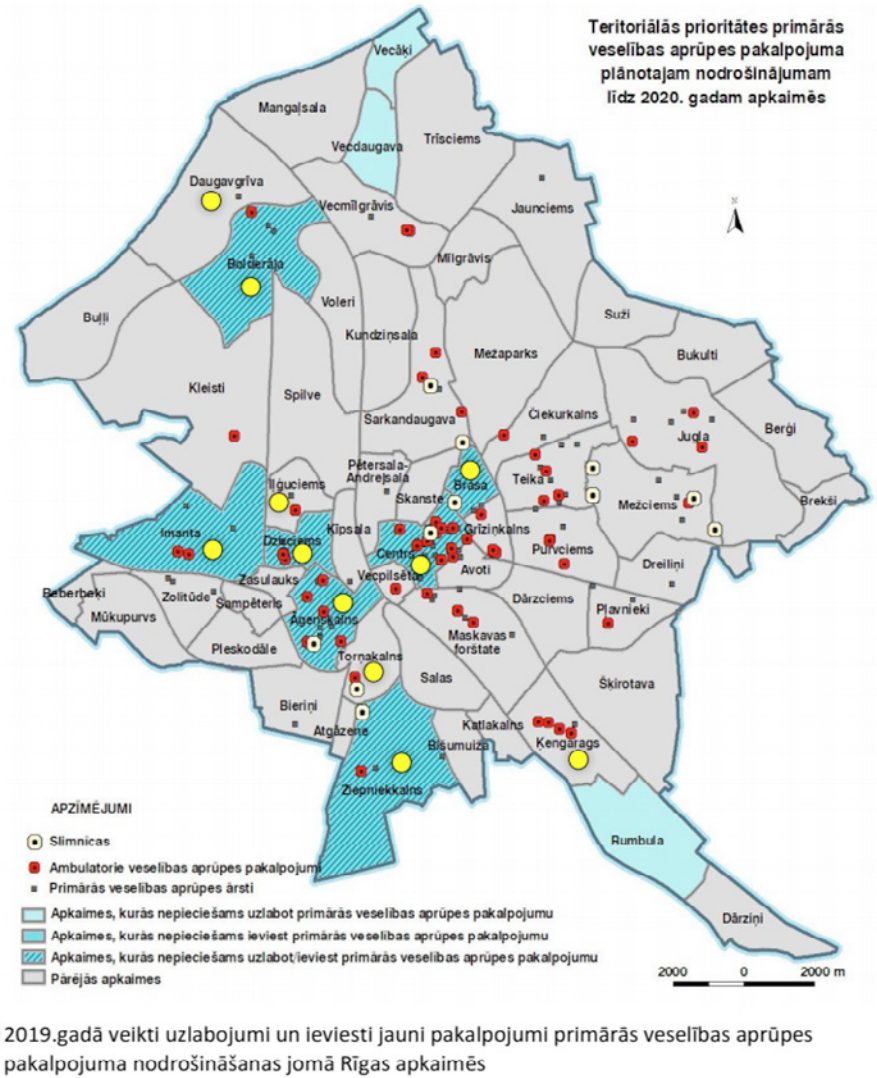 Teritoriālās prioritātes primārās
veselības aprūpes pakalpojuma
plānotajam nodrošinājumam
līdz 2020. gadam apkaimēs
Vecāķi
Mangaļsala
Vecdaugava
Trīsciems
Daugavgrīva
Vecmīlgrāvis
Jaunciems
Mīlgrāvis
Bolderāja
Voleri
Buļļi
Kundziņsala
Suži
Mežaparks
Bukulti
Kleisti
Spilve
Sarkandaugava
Čiekurkalns
Berģi
Jugla
Pētersala-
Andrejsala
Iļģuciems
Skanste
Brasa
Teika
Mežciems
Brekši
Imanta
Dzirciems
Ķīpsala
Centrs
Grīziņkalns
Purvciems
Avoti
Dreiliņi
Beberbeķi
Zolitūde
Zasulauks
Vecpilsēta
Mūkupurvs
Sampēteris
Āgenskalns
Dārzciems
Pļavnieki
Pleskodāle
Torņakalns
Maskavas
forštate
Salas
Šķirotava
Bieriņi
Atgāzene
Katlakalns
Bišumuiža
Ķengarags
Ziepniekkalns
Rumbula
Dārziņi
APZĪMĒJUMI
Slimnīcas
Ambulatorie veselības aprūpes pakalpojumi
Primārās veselības aprūpes ārsti
Apkaimes, kurās nepieciešams uzlabot primārās veselības aprūpes pakalpojumu
Apkaimes, kurās nepieciešams ieviest primārās veselības aprūpes pakalpojumu
Apkaimes, kurās nepieciešams uzlabot/ieviest primārās veselības aprūpes pakalpojumu
Pārējās apkaimes
2000 0 2000 m
2019.gadā veikti uzlabojumi un ieviesti jauni pakalpojumi primārās veselības aprūpes
pakalpojuma nodrošināšanas jomā Rīgas apkaimēs